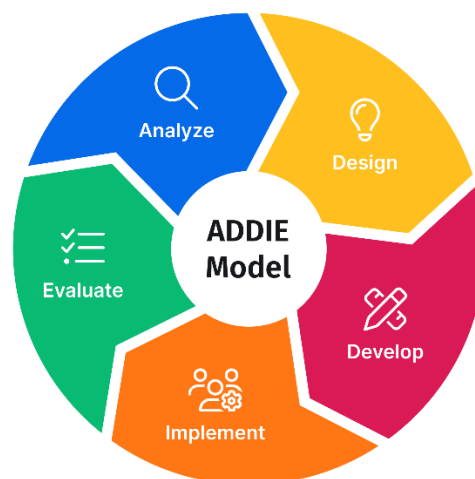 Analyze
Design
ADDIE
Model
Evaluate
Develop
Implement